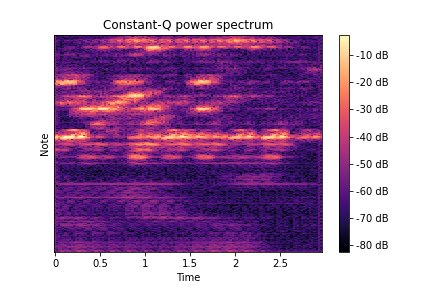 Constant-Q power spectrum
Note
-10 dB
-20 dB
-30 dB
-40 dB
-50 dB
-60 dB
-70 dB
-80 dB
0
0.5
1
1.5
2
2.5
Time